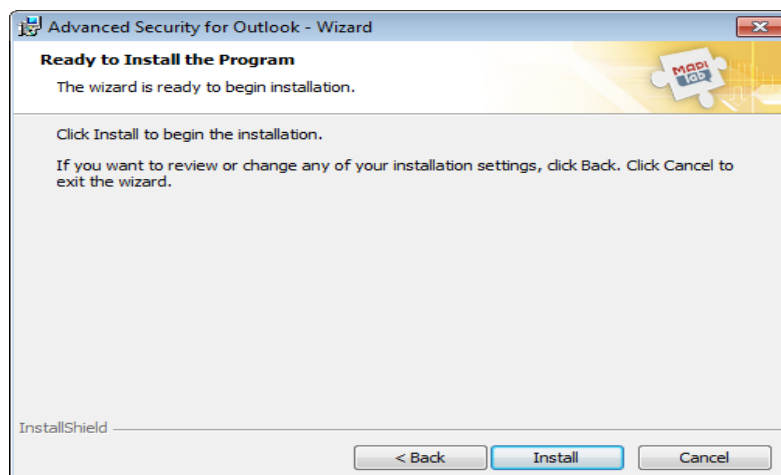 Advanced Security for Outlook - Wizard
Ready to Install the Program
The wizard is ready to begin installation.
MAPI
lab
Click Install to begin the installation.
If you want to review or change any of your installation settings, click Back. Click Cancel to
exit the wizard.
InstallShield
< Back
Install
Cancel